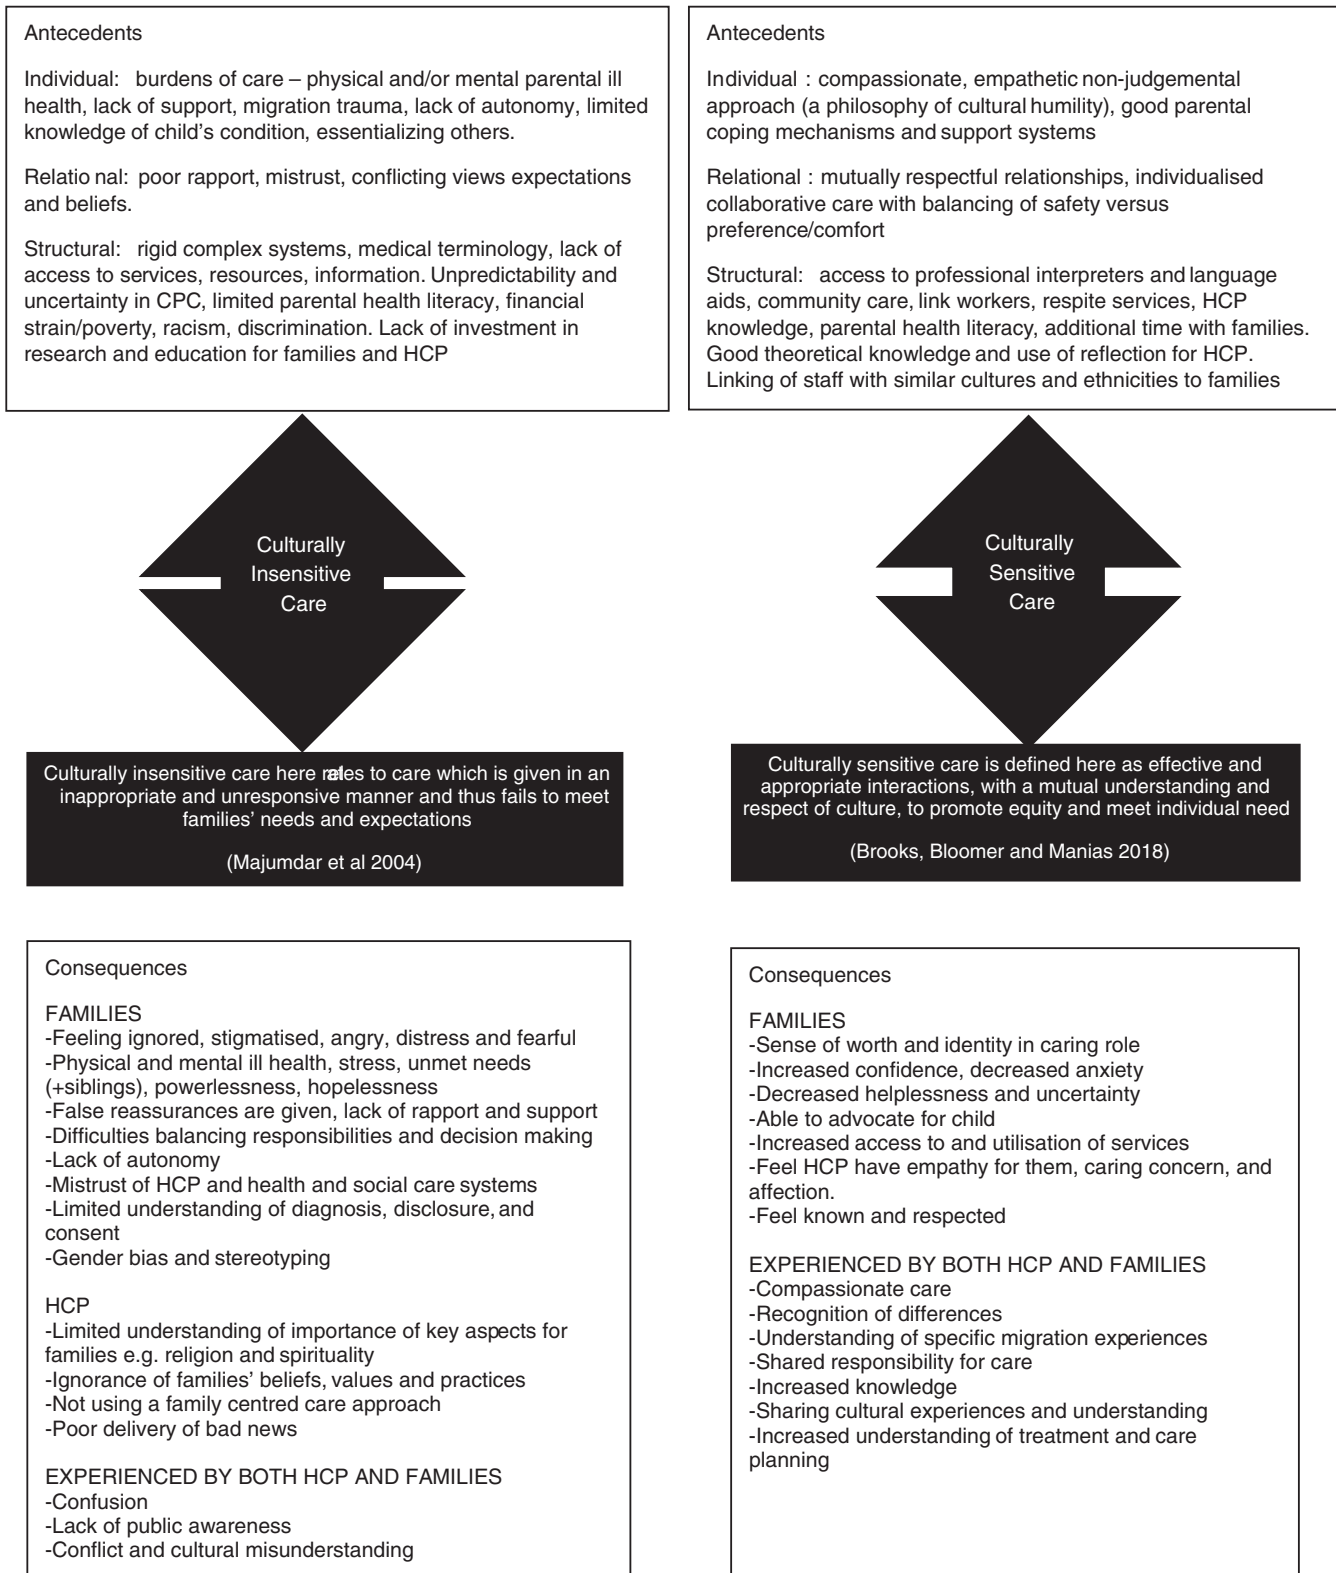 Antecedents
Individual: burdens of care – physical and/or mental parental ill
health, lack of support, migration trauma, lack of autonomy, limited
knowledge of child's condition, essentializing others.
Relatio nal: poor rapport, mistrust, conflicting views expectations
and beliefs.
Structural: rigid complex systems, medical terminology, lack of
access to services, resources, information. Unpredictability and
uncertainty in CPC, limited parental health literacy, financial
strain/poverty, racism, discrimination. Lack of investment in
research and education for families and HCP
Culturally
Insensitive
Care
Culturally insensitive care here to care which is given in an
inappropriate and unresponsive manner and thus fails to meet
families' needs and expectations
(Majumdar et al 2004)
Consequences
FAMILIES
-Feeling ignored, stigmatised, angry, distress and fearful
-Physical and mental ill health, stress, unmet needs
(+siblings), powerlessness, hopelessness
-False reassurances are given, lack of rapport and support
-Difficulties balancing responsibilities and decision making
-Lack of autonomy
-Mistrust of HCP and health and social care systems
-Limited understanding of diagnosis, disclosure, and
consent
-Gender bias and stereotyping
HCP
-Limited understanding of importance of key aspects for
families e.g. religion and spirituality
-Ignorance of families' beliefs, values and practices
-Not using a family centred care approach
-Poor delivery of bad news
EXPERIENCED BY BOTH HCP AND FAMILIES
-Confusion
-Lack of public awareness
-Conflict and cultural misunderstanding
Antecedents
Individual : compassionate, empathetic non-judgemental
approach (a philosophy of cultural humility), good parental
coping mechanisms and support systems
Relational : mutually respectful relationships, individualised
collaborative care with balancing of safety versus
preference/comfort
Structural: access to professional interpreters and language
aids, community care, link workers, respite services, HCP
knowledge, parental health literacy, additional time with families.
Good theoretical knowledge and use of reflection for HCP.
Linking of staff with similar cultures and ethnicities to families
Culturally
Sensitive
Care
Culturally sensitive care is defined here as effective and
appropriate interactions, with a mutual understanding and
respect of culture, to promote equity and meet individual need
(Brooks, Bloomer and Manias 2018)
Consequences
FAMILIES
-Sense of worth and identity in caring role
-Increased confidence, decreased anxiety
-Decreased helplessness and uncertainty
-Able to advocate for child
-Increased access to and utilisation of services
-Feel HCP have empathy for them, caring concern, and
affection.
-Feel known and respected
EXPERIENCED BY BOTH HCP AND FAMILIES
-Compassionate care
-Recognition of differences
-Understanding of specific migration experiences
-Shared responsibility for care
-Increased knowledge
-Sharing cultural experiences and understanding
-Increased understanding of treatment and care
planning